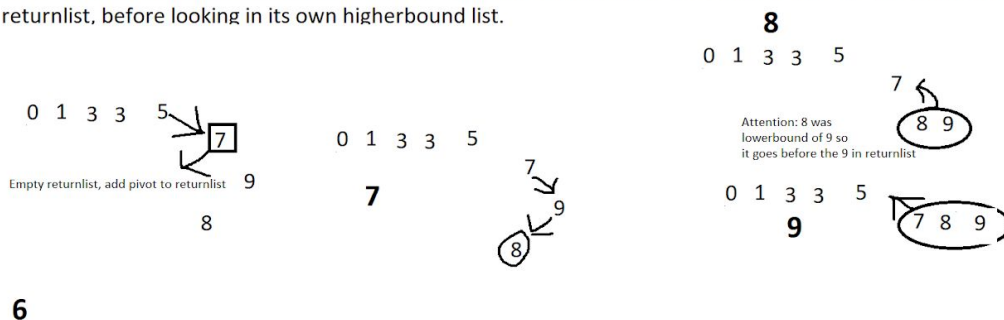 returnlist, before looking in its own higherbound list.
0 1 3 3 5
7
Empty returnlist, add pivot to returnlist 9
8
6
0 1 3 3 5
7
9
8
7
8
0 1 3 3 5
7
8 9
Attention: 8 was
lowerbound of 9 so
it goes before the 9 in returnlist
0 1 3 3 5
7 8 9
9